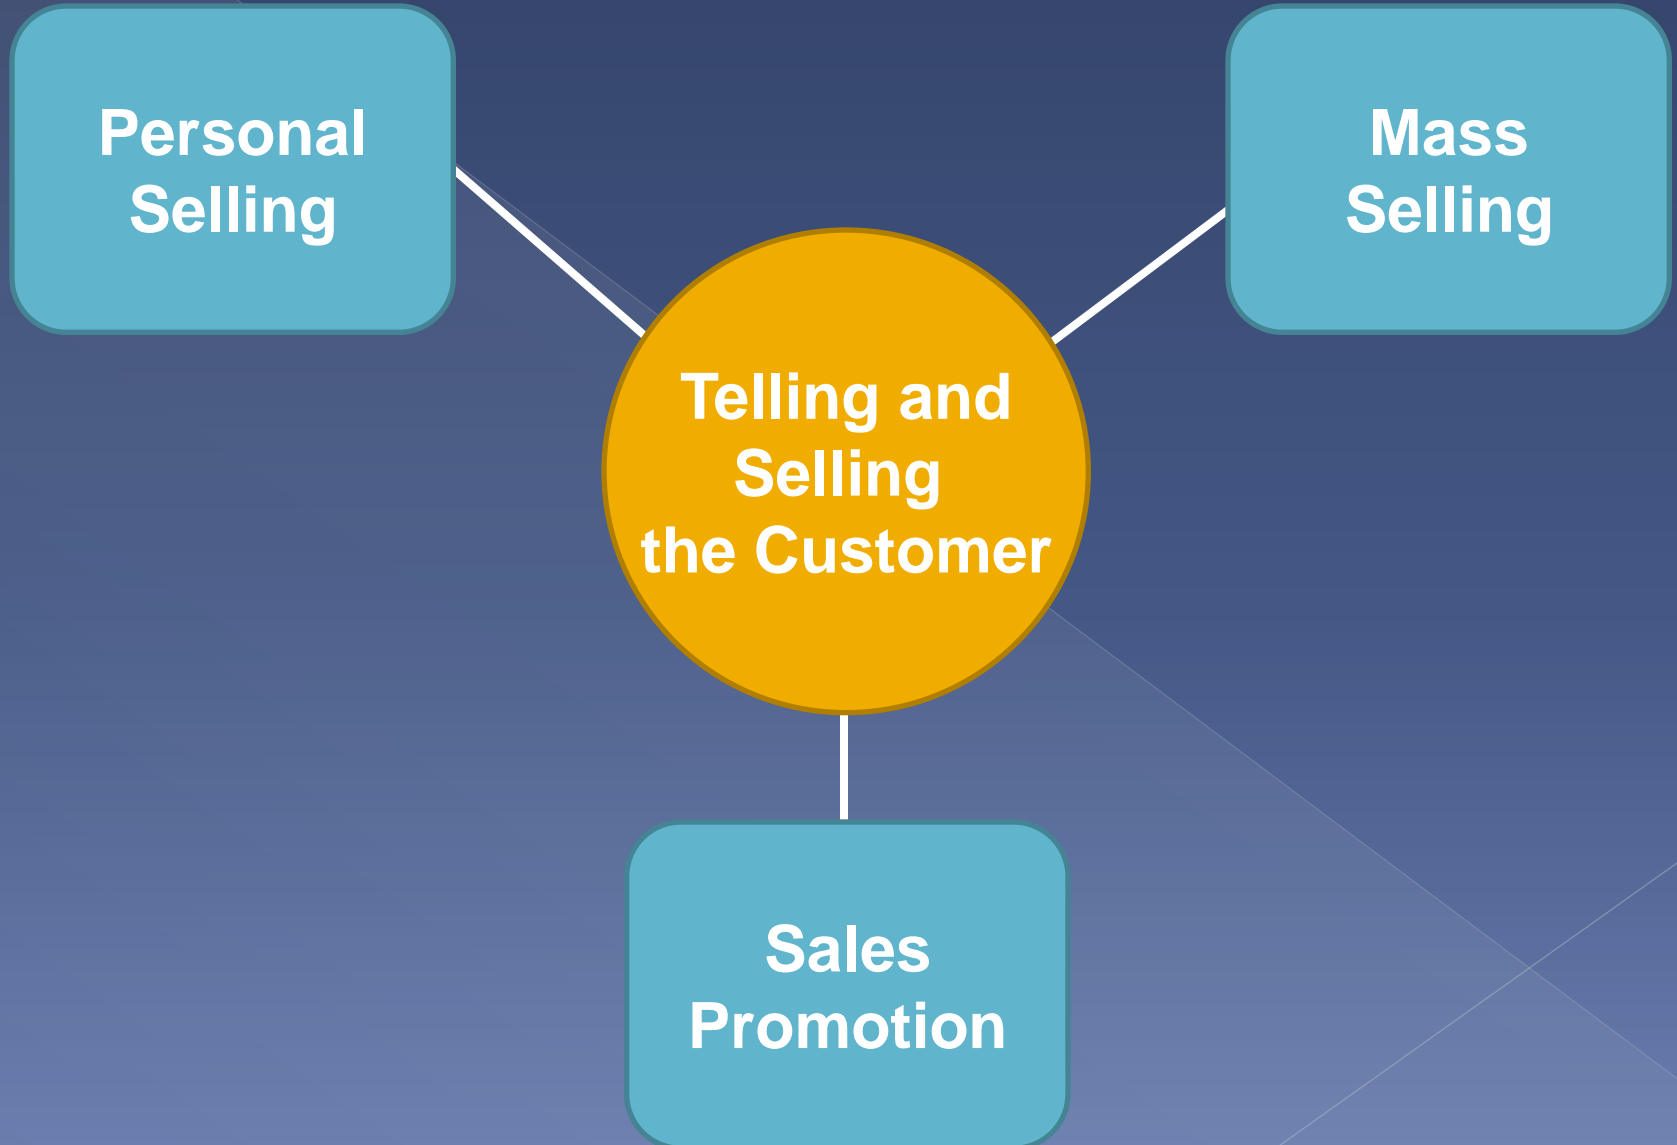 Personal
Selling
Mass
Selling
Telling and
Selling
the Customer
Sales
Promotion